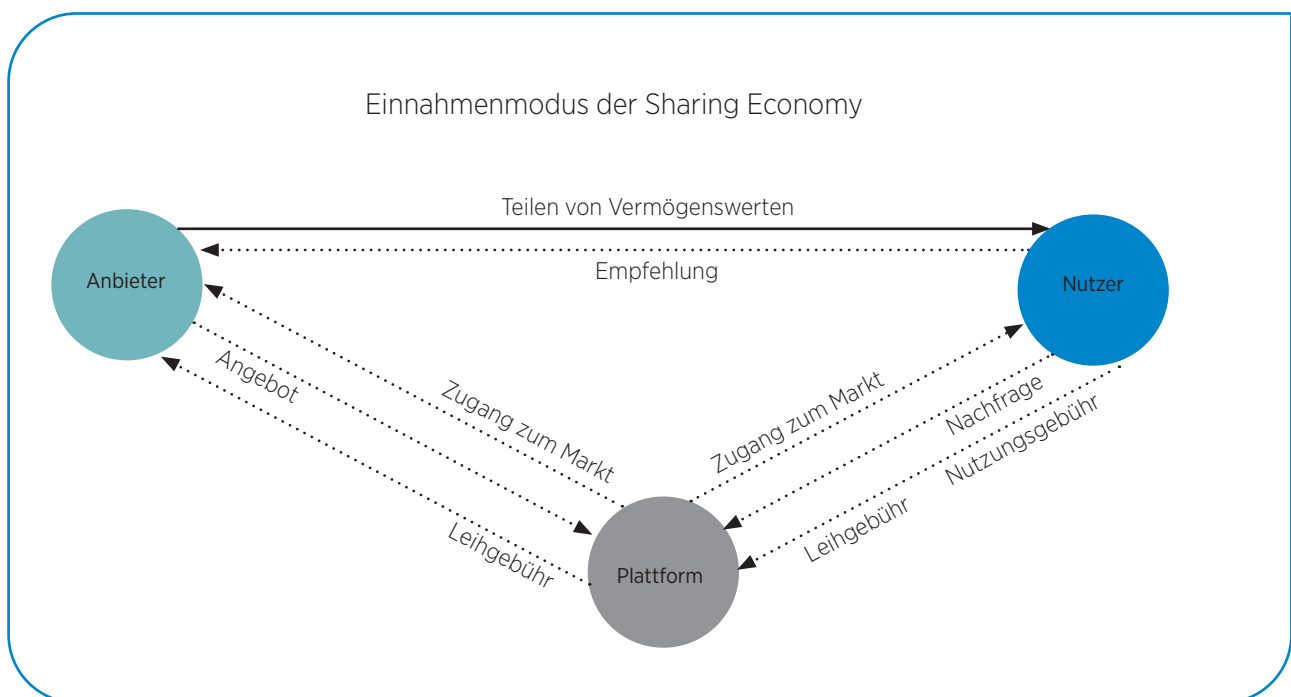 Einnahmenmodus der Sharing Economy
Teilen von Vermögenswerten
Empfehlung
Anbieter
Nutzer
Angebot
Zugang zum Markt
Leihgebühr
Zugang zum Markt
Nachfrage
Leihgebühr
Nutzungsgebühr
Plattform